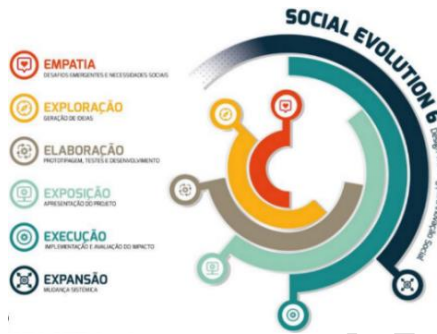 EMPATIA
DESAFIOS EMERGENTES E NECESSIDADES SOCIAIS
EXPLORAÇÃO
GERAÇÃO DE IDEIAS
ELABORAÇÃO
PROTOTIPAGEM, TESTES E DESENVOLVIMENTO
EXPOSIÇÃO
APRESENTAÇÃO DO PROJETO
EXECUÇÃO
IMPLEMENTAÇÃO E AVALIAÇÃO DO IMPACTO
EXPANSÃO
MUDANÇA SISTÊMICA
SOCIAL EVOLUTION 6
Social